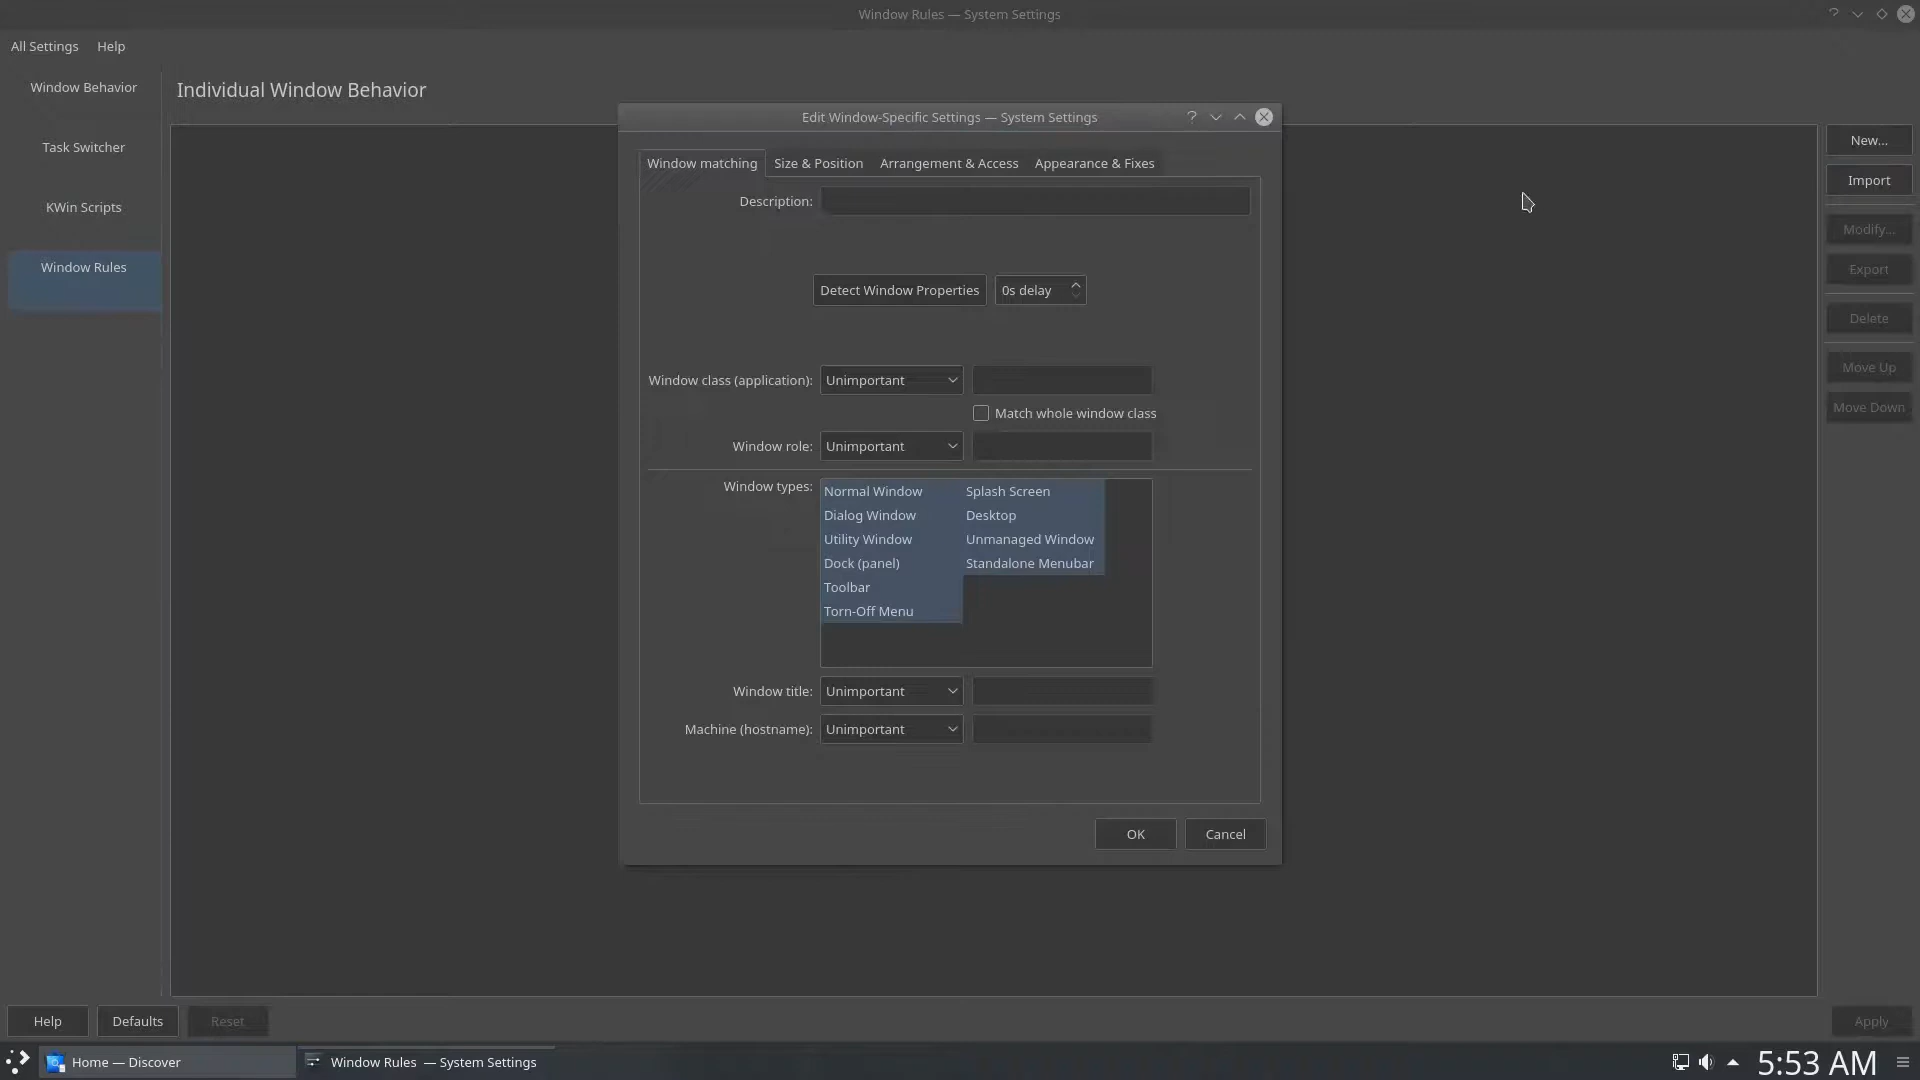 Window Rules — System Settings
All Settings Help
Window Behavior
Task Switcher
KWin Scripts
Window Rules
Individual Window Behavior
New...
Import
Modify...
Export
Delete
Move Up
Move Down
Edit Window-Specific Settings — System Settings
Window matching Size & Position Arrangement & Access Appearance & Fixes
Description:
Detect Window Properties 0s delay
Window class (application): Unimportant
Match whole window class
Window role: Unimportant
Window types: Normal Window Splash Screen
Dialog Window Desktop
Utility Window Unmanaged Window
Dock (panel) Standalone Menubar
Toolbar
Torn-Off Menu
Window title: Unimportant
Machine (hostname): Unimportant
OK Cancel
Help Defaults Reset Apply
Home — Discover Window Rules — System Settings 5:53 AM